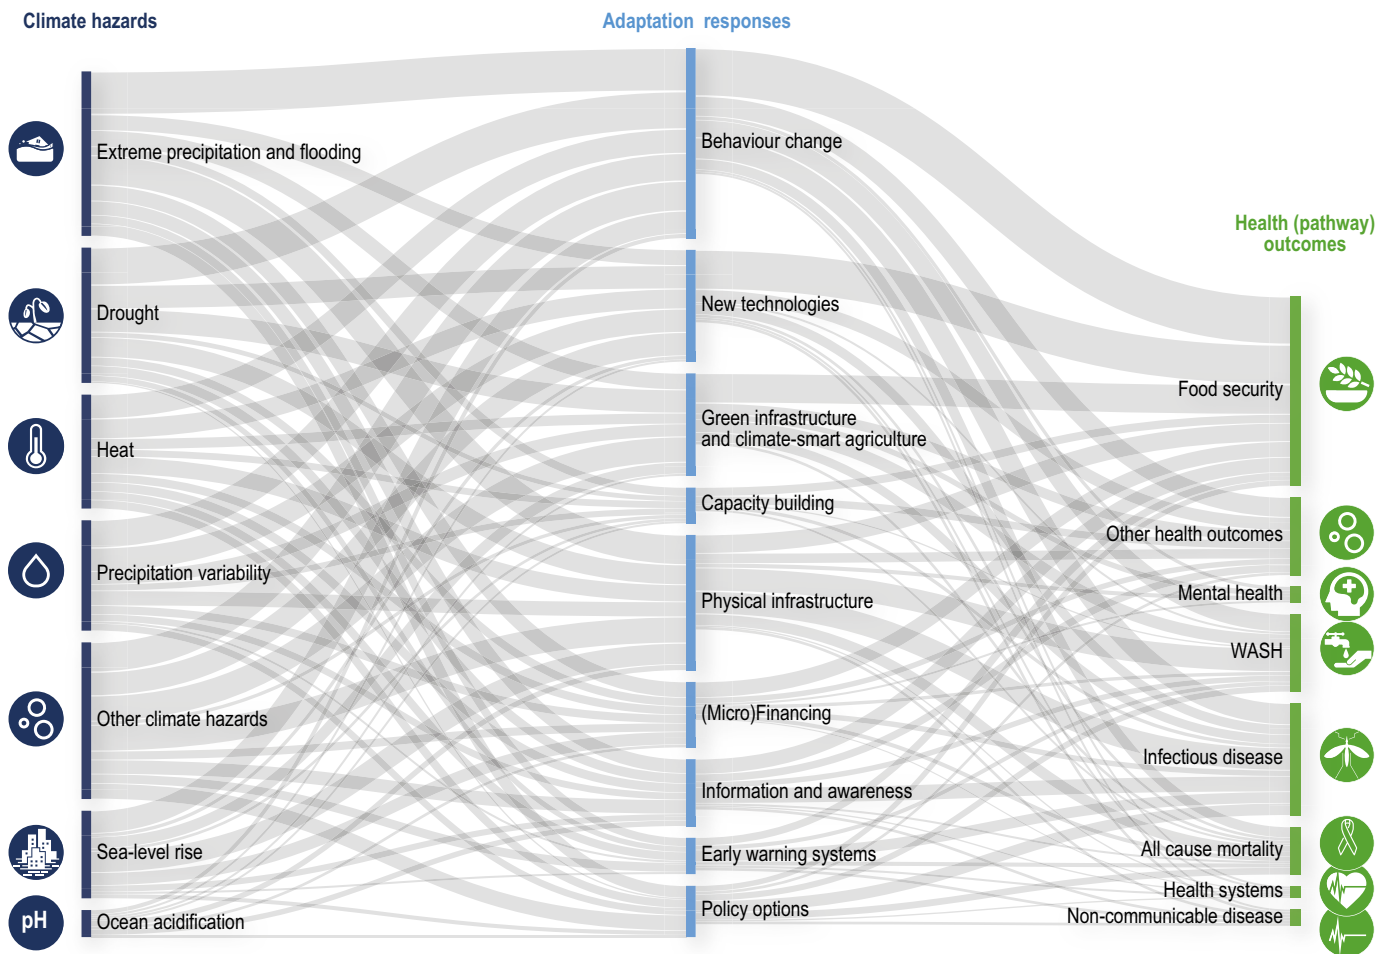 Climate hazards
Adaptation responses
Health (pathway)
outcomes
Extreme precipitation and flooding
Drought
Heat
Precipitation variability
Other climate hazards
Sea-level rise
pH
Ocean acidification
Behaviour change
New technologies
Green infrastructure
and climate-smart agriculture
Capacity building
Physical infrastructure
(Micro)Financing
Information and awareness
Early warning systems
Policy options
Food security
Other health outcomes
Mental health
WASH
Infectious disease
All cause mortality
Health systems
Non-communicable disease